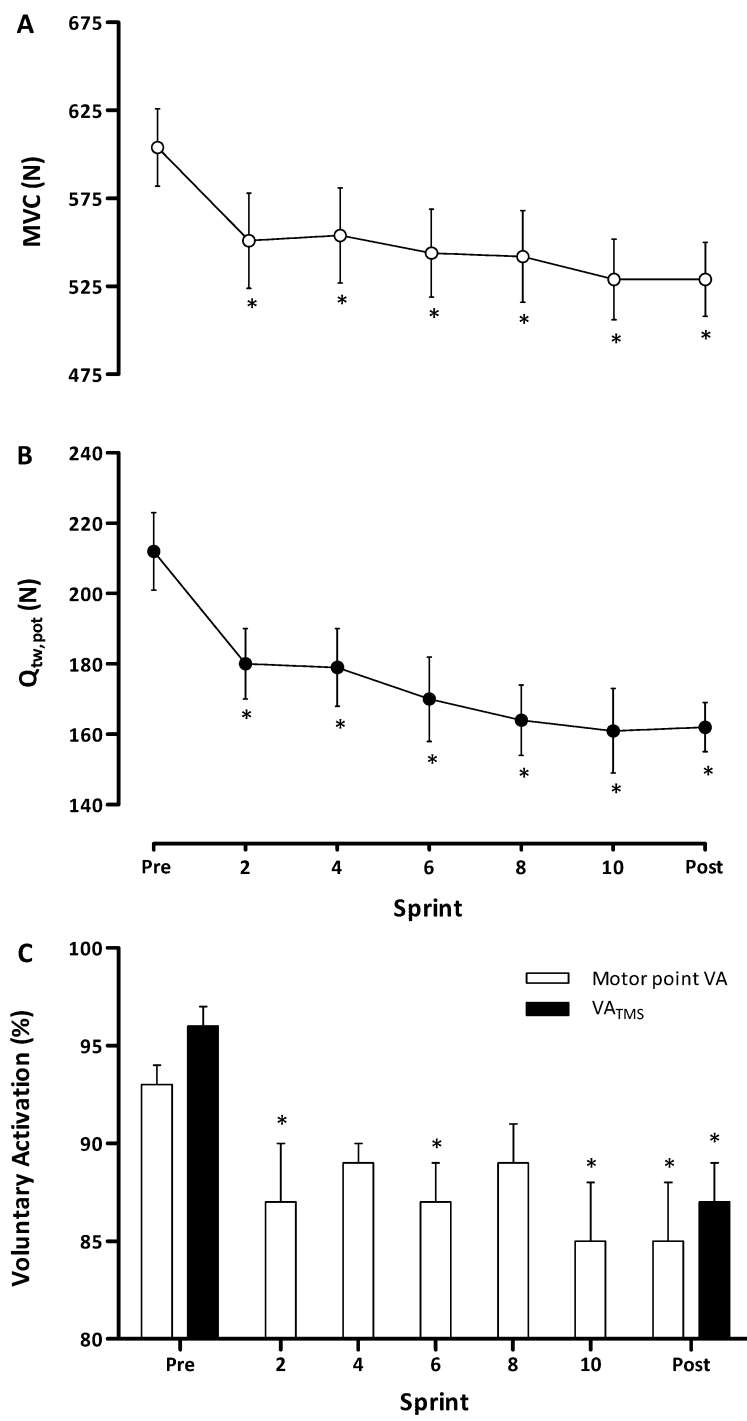 A
675
625
575
525
475
MVC (N)
*
*
*
*
*
*
B
240
220
200
180
160
140
Qtw,pot (N)
*
*
*
*
*
*
Pre 2 4 6 8 10 Post
Sprint
C
100
95
90
85
80
Voluntary Activation (%)
Motor point VA
VATMS
*
*
*
*
*
Pre 2 4 6 8 10 Post
Sprint